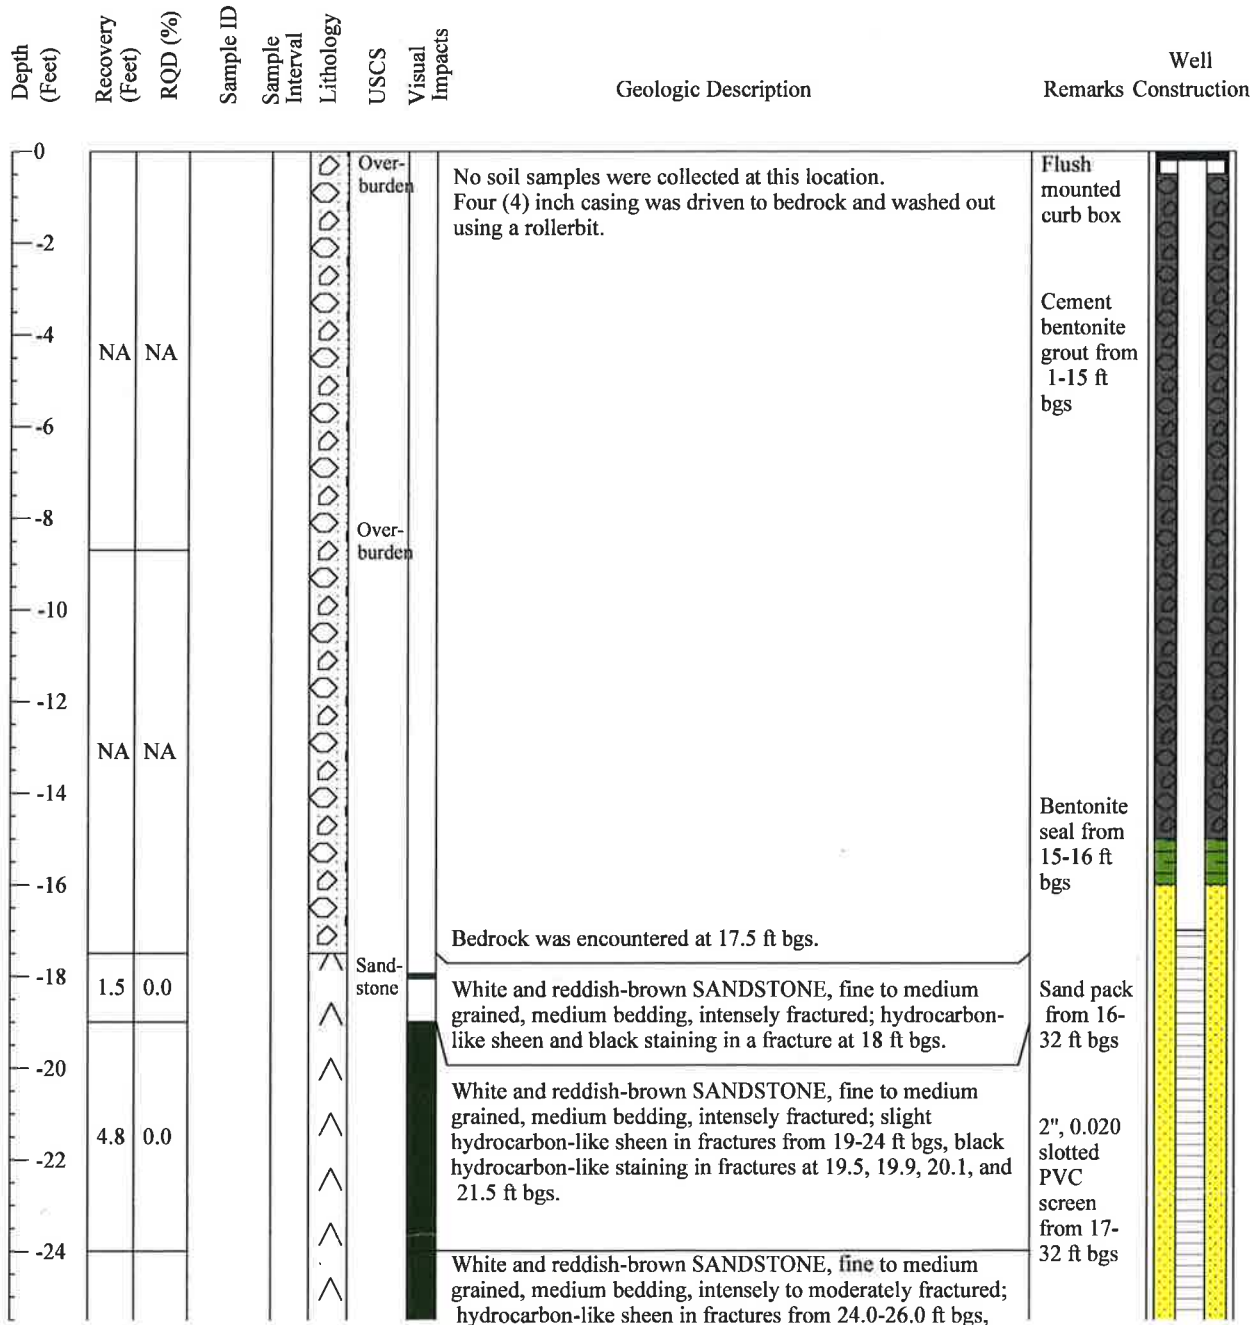 Depth
(Feet)
Recovery
(Feet)
RQD (%)
Sample ID
Sample
Interval
Lithology
USCS
Visual
Impacts
Geologic Description
Remarks
Well
Construction
0
-2
-4
-6
-8
-10
-12
-14
-16
-18
-20
-22
-24
NA NA
NA NA
1.5 0.0
4.8 0.0
Over-
burden
Over-
burden
Sand-
stone
No soil samples were collected at this location.
Four (4) inch casing was driven to bedrock and washed out
using a rollerbit.
Bedrock was encountered at 17.5 ft bgs.
White and reddish-brown SANDSTONE, fine to medium
grained, medium bedding, intensely fractured; hydrocarbon-
like sheen and black staining in a fracture at 18 ft bgs.
White and reddish-brown SANDSTONE, fine to medium
grained, medium bedding, intensely fractured; slight
hydrocarbon-like sheen in fractures from 19-24 ft bgs, black
hydrocarbon-like staining in fractures at 19.5, 19.9, 20.1, and
21.5 ft bgs.
White and reddish-brown SANDSTONE, fine to medium
grained, medium bedding, intensely to moderately fractured;
hydrocarbon-like sheen in fractures from 24.0-26.0 ft bgs,
Flush
mounted
curb box
Cement
bentonite
grout from
1-15 ft
bgs
Bentonite
seal from
15-16 ft
bgs
Sand pack
from 16-
32 ft bgs
2", 0.020
slotted
PVC
screen
from 17-
32 ft bgs